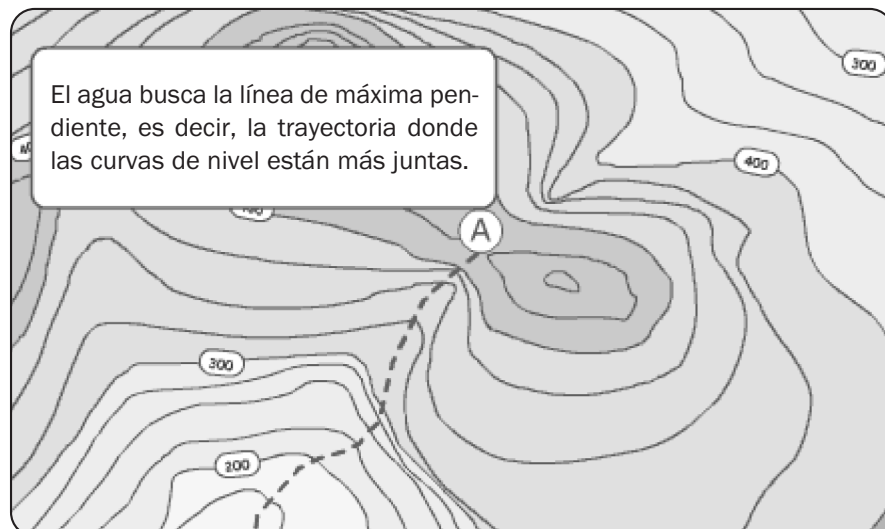 300
El agua busca la línea de máxima pen-
diente, es decir, la trayectoria donde
las curvas de nivel están más juntas.
400
A
300
200